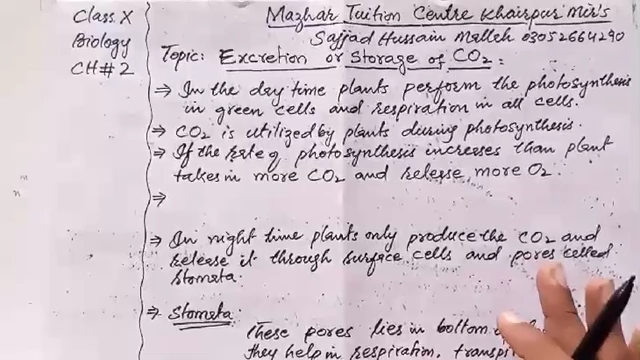 Class X
Biology
CH#2
Mazhar Tuition Centre Khairpur Mir's
Sajjad Hussain Malleh 03052664290
Topic: Excretion or Storage of CO2:
⇒ In the day time plants perform the photosynthesis
in green cells and respiration in all cells.
⇒ CO2 is utilized by plants during photosynthesis.
⇒ If the rate of photosynthesis increases than plant
takes in more CO2 and release more O2.
⇒
⇒ In night time plants only produce the CO2 and
release it through surface cells and pores called
stomata.
⇒ Stomata:
These pores lies in bottom
they help in respiration,